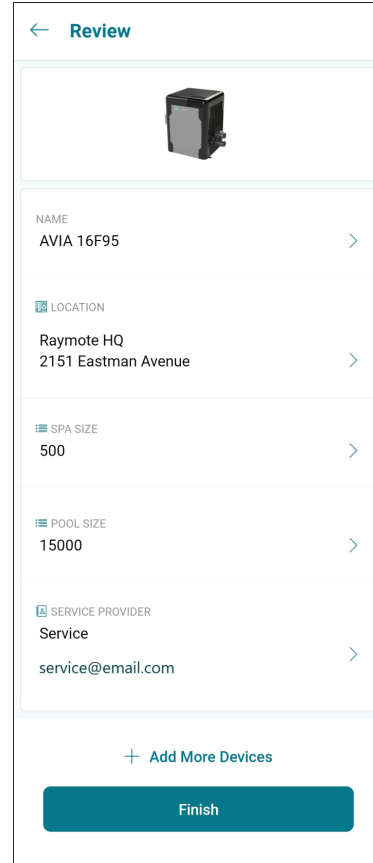 Review
NAME
AVIA 16F95
LOCATION
Raymote HQ
2151 Eastman Avenue
SPA SIZE
500
POOL SIZE
15000
SERVICE PROVIDER
Service
service@email.com
Add More Devices
Finish